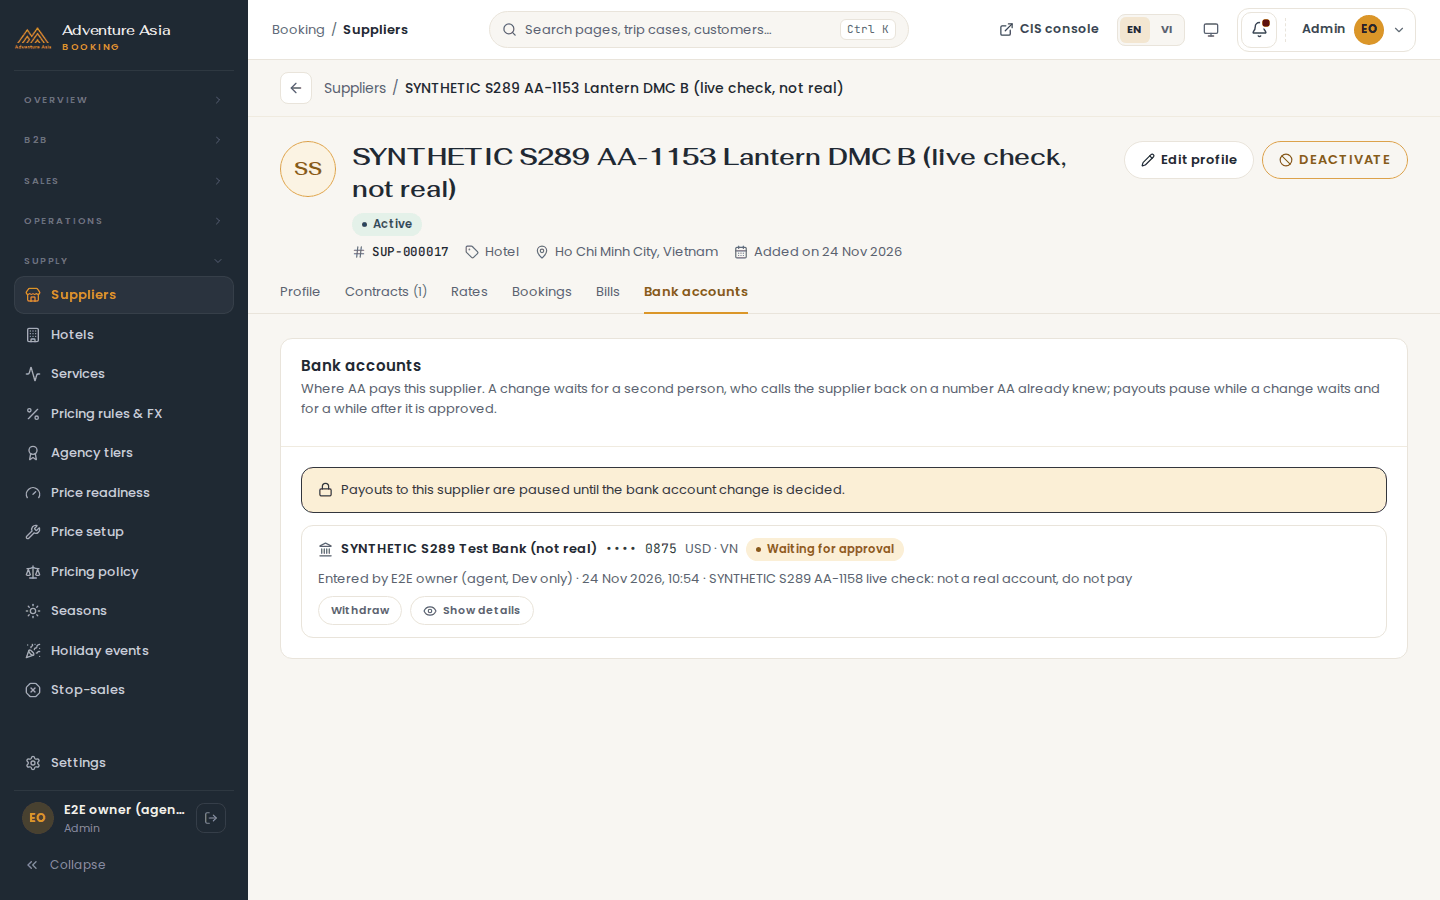 Adventure Asia
BOOKING
Adventure Asia
OVERVIEW
B2B
SALES
OPERATIONS
SUPPLY
Suppliers
Hotels
Services
Pricing rules & FX
Agency tiers
Price readiness
Price setup
Pricing policy
Seasons
Holiday events
Stop-sales
Settings
EO
E2E owner (agen...
Admin
Collapse
Booking / Suppliers
Search pages, trip cases, customers...
Ctrl K
CIS console
EN VI
Admin EO
Suppliers / SYNTHETIC S289 AA-1153 Lantern DMC B (live check, not real)
SS
SYNTHETIC S289 AA-1153 Lantern DMC B (live check,
not real)
Edit profile
DEACTIVATE
Active
SUP-000017 Hotel Ho Chi Minh City, Vietnam Added on 24 Nov 2026
Profile Contracts (1) Rates Bookings Bills Bank accounts
Bank accounts
Where AA pays this supplier. A change waits for a second person, who calls the supplier back on a number AA already knew; payouts pause while a change waits and
for a while after it is approved.
Payouts to this supplier are paused until the bank account change is decided.
SYNTHETIC S289 Test Bank (not real) •••• 0875 USD · VN Waiting for approval
Entered by E2E owner (agent, Dev only) · 24 Nov 2026, 10:54 · SYNTHETIC S289 AA-1158 live check: not a real account, do not pay
Withdraw Show details